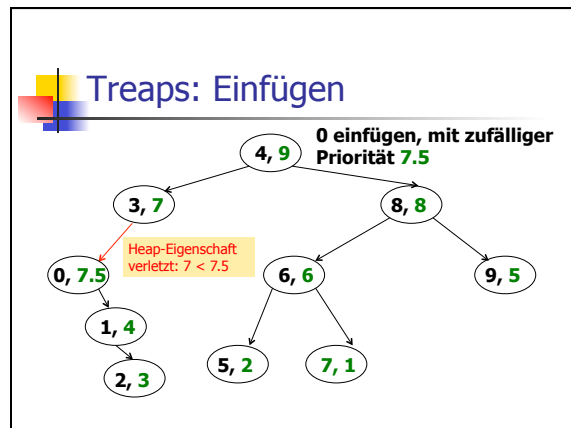 Treaps: Einfügen
0 einfügen, mit zufälliger
Priorität 7.5
4, 9
3, 7
8, 8
Heap-Eigenschaft
verletzt: 7 < 7.5
0, 7.5
6, 6
9, 5
1, 4
5, 2
7, 1
2, 3